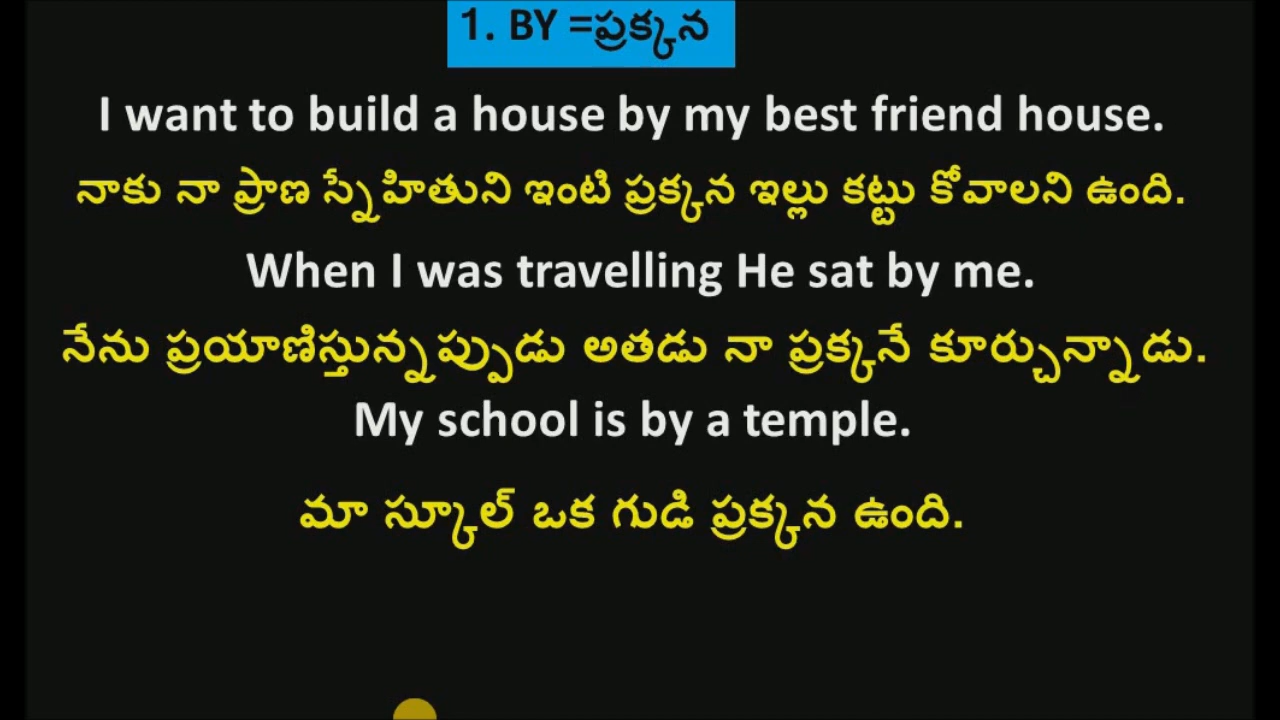 1. BY =ప్రక్కన
I want to build a house by my best friend house.
నాకు నా ప్రాణ స్నేహితుని ఇంటి ప్రక్కన ఇల్లు కట్టు కోవాలని ఉంది.
When I was travelling He sat by me.
నేను ప్రయాణిస్తున్నప్పుడు అతడు నా ప్రక్కనే కూర్చున్నాడు.
My school is by a temple.
మా స్కూల్ ఒక గుడి ప్రక్కన ఉంది.